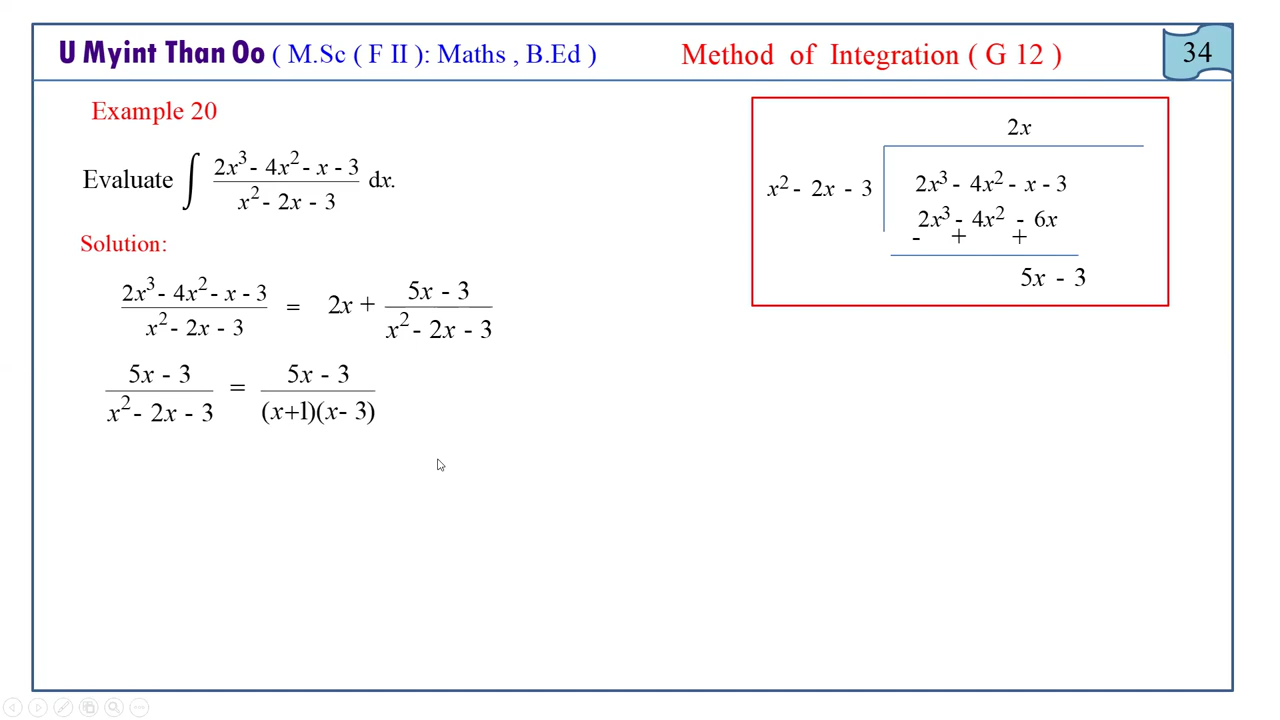 U Myint Than Oo ( M.Sc ( F II ): Maths , B.Ed ) Method of Integration ( G 12 ) 34
Example 20
Evaluate ∫ (2x³ - 4x² - x - 3)/(x² - 2x - 3) dx.
Solution:
(2x³ - 4x² - x - 3)/(x² - 2x - 3) = 2x + (5x - 3)/(x² - 2x - 3)
(5x - 3)/(x² - 2x - 3) = (5x - 3)/((x+1)(x- 3))
2x
x² - 2x - 3 2x³ - 4x² - x - 3
2x³ - 4x² - 6x
- + +
5x - 3